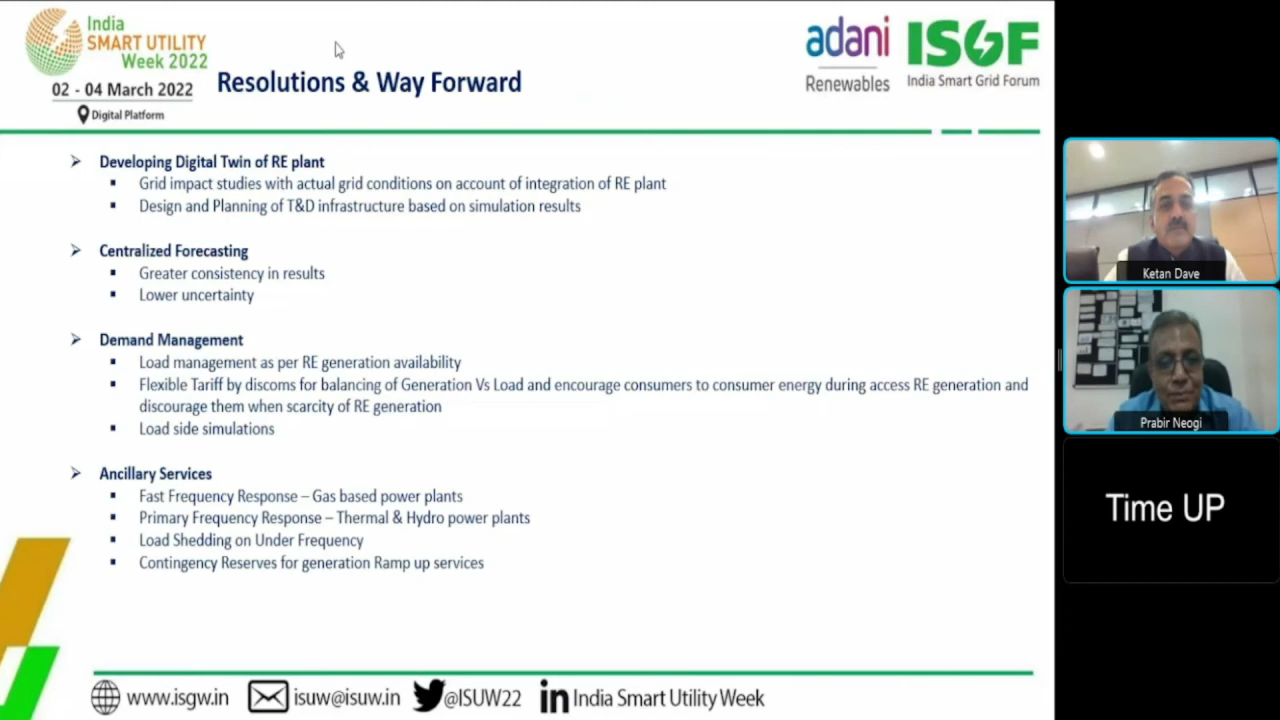 India
SMART UTILITY
Week 2022
02 - 04 March 2022
Digital Platform
Resolutions & Way Forward
adani
Renewables
ISGF
India Smart Grid Forum
Developing Digital Twin of RE plant
Grid impact studies with actual grid conditions on account of integration of RE plant
Design and Planning of T&D infrastructure based on simulation results
Centralized Forecasting
Greater consistency in results
Lower uncertainty
Demand Management
Load management as per RE generation availability
Flexible Tariff by discoms for balancing of Generation Vs Load and encourage consumers to consumer energy during access RE generation and
discourage them when scarcity of RE generation
Load side simulations
Ancillary Services
Fast Frequency Response – Gas based power plants
Primary Frequency Response – Thermal & Hydro power plants
Load Shedding on Under Frequency
Contingency Reserves for generation Ramp up services
www.isgw.in
isuw@isuw.in
@ISUW22
in India Smart Utility Week
Ketan Dave
Prabir Neogi
Time UP